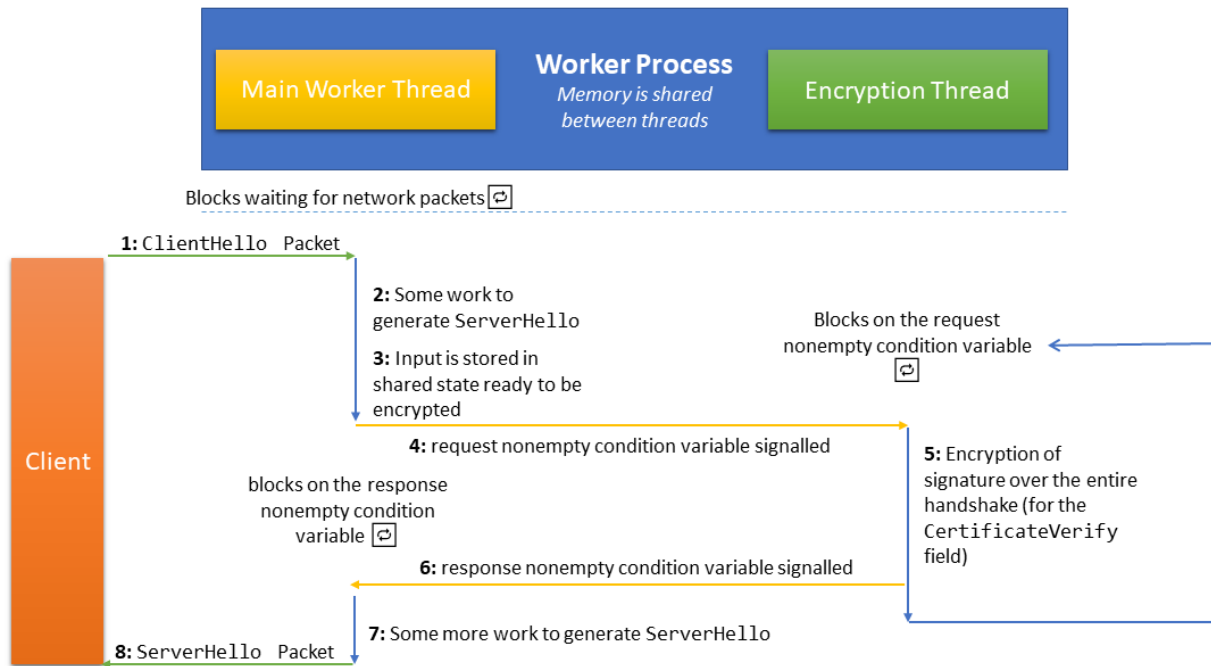 Main Worker Thread
Worker Process
Memory is shared
between threads
Encryption Thread
Blocks waiting for network packets
1: ClientHello Packet
2: Some work to
generate ServerHello
3: Input is stored in
shared state ready to be
encrypted
Blocks on the request
nonempty condition variable
4: request nonempty condition variable signalled
Client
blocks on the response
nonempty condition
variable
5: Encryption of
signature over the entire
handshake (for the
CertificateVerify
field)
6: response nonempty condition variable signalled
7: Some more work to generate ServerHello
8: ServerHello Packet